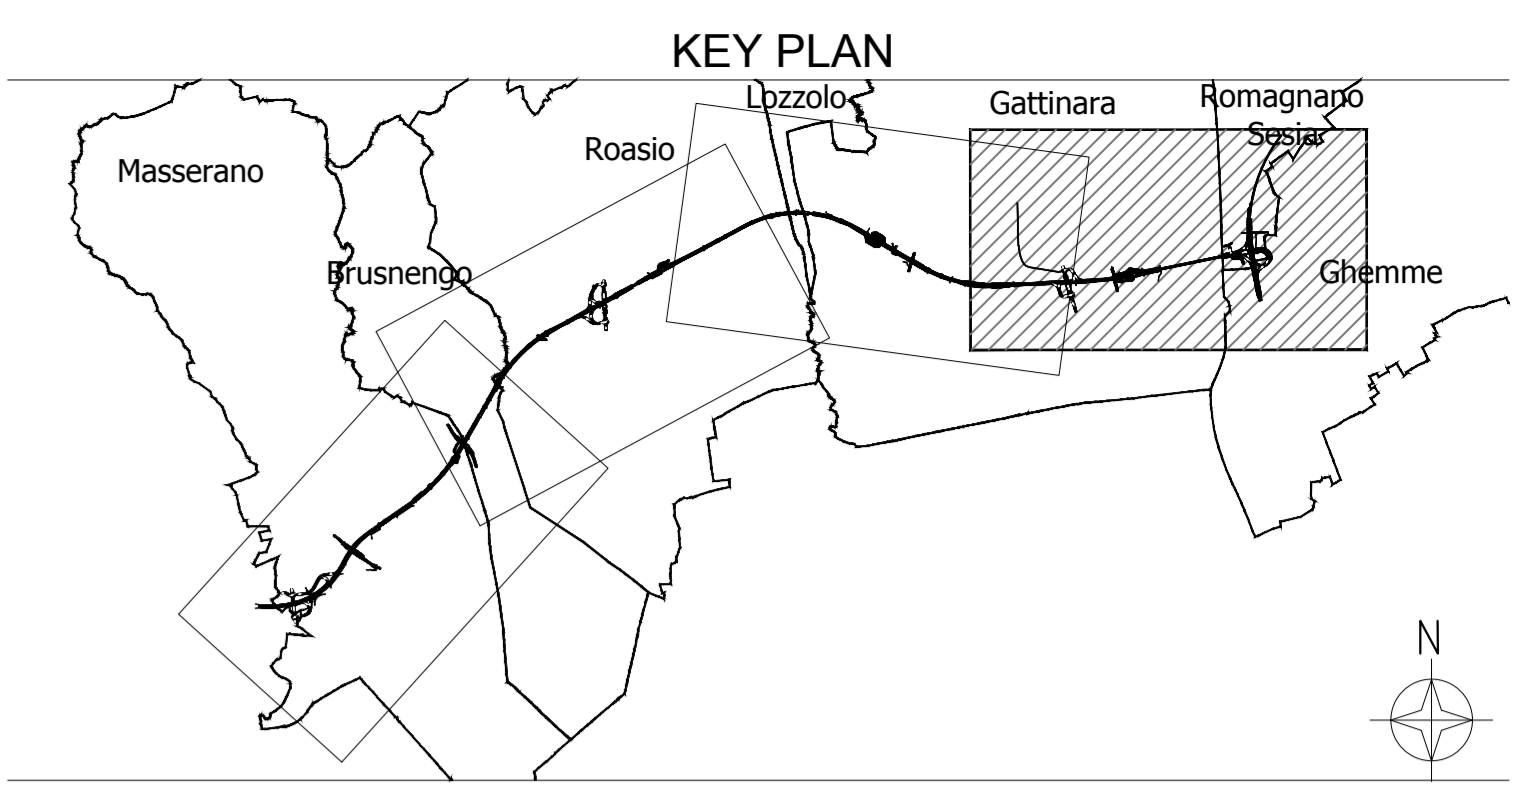 KEY PLAN
Lozzolo
Gattinara
Romagnano
Sesia
Roasio
Masserano
Brusnengo
Ghemme
N